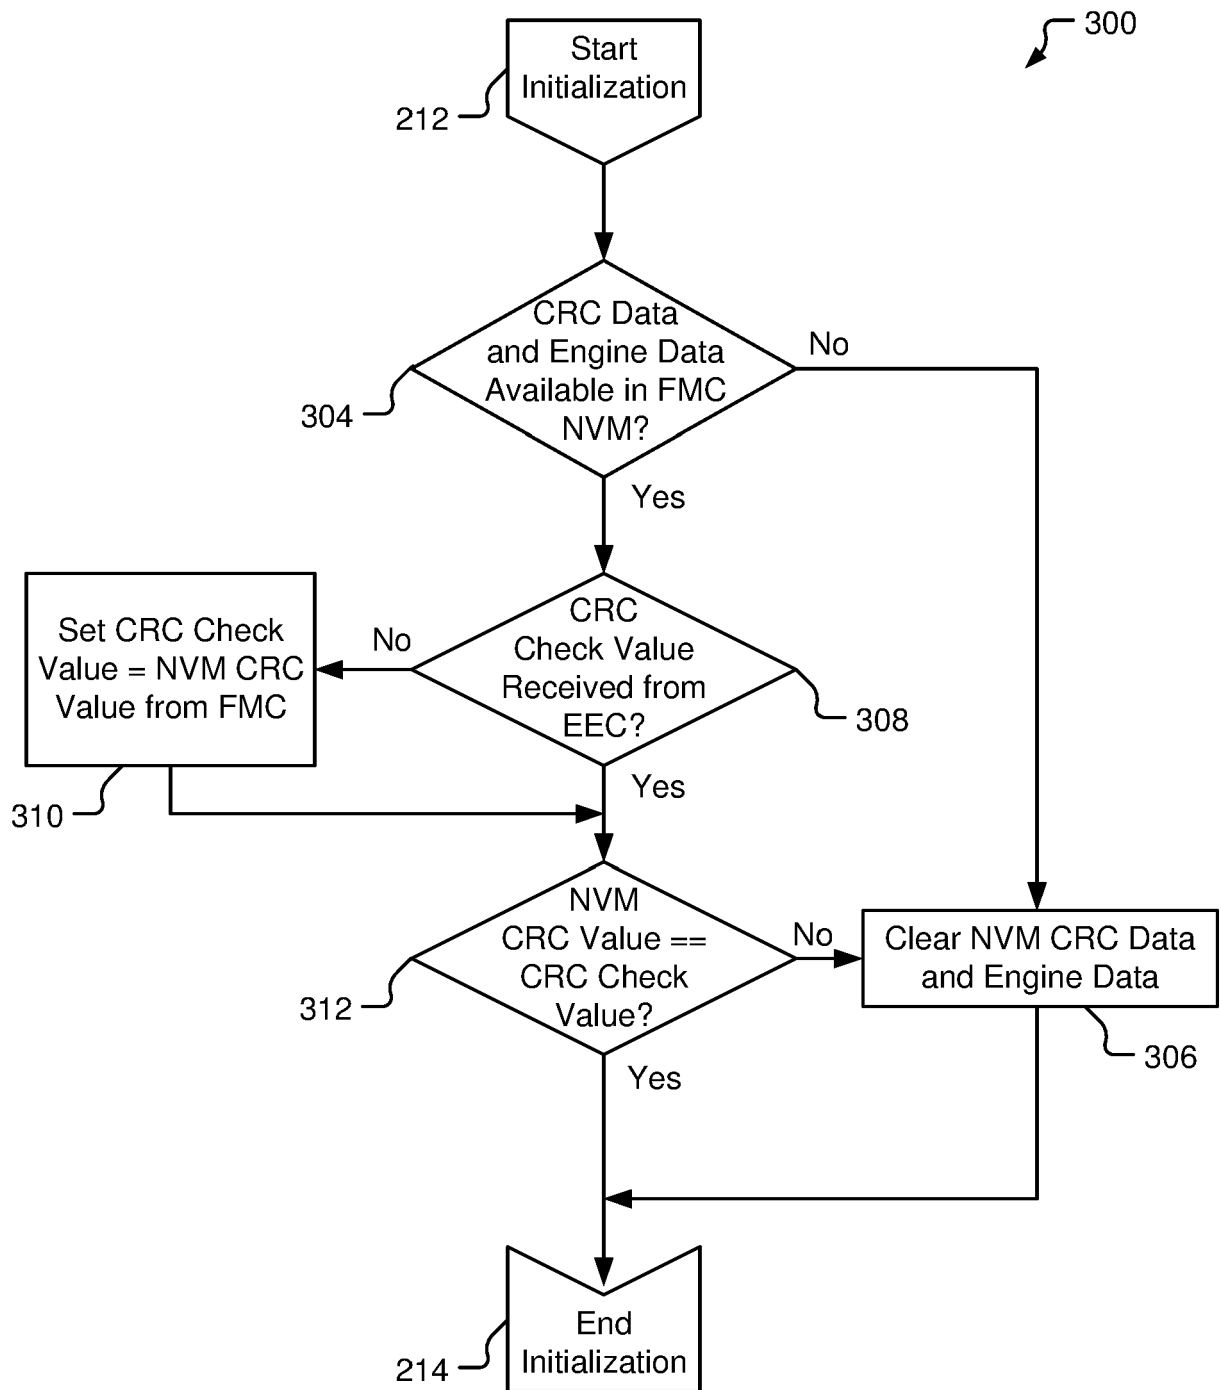 300
Start
Initialization
212
CRC Data
and Engine Data
Available in FMC
NVM?
No
304
Yes
CRC
Check Value
Received from
EEC?
No
Set CRC Check
Value = NVM CRC
Value from FMC
308
310
Yes
NVM
CRC Value ==
CRC Check
Value?
No
Clear NVM CRC Data
and Engine Data
312
306
Yes
End
Initialization
214